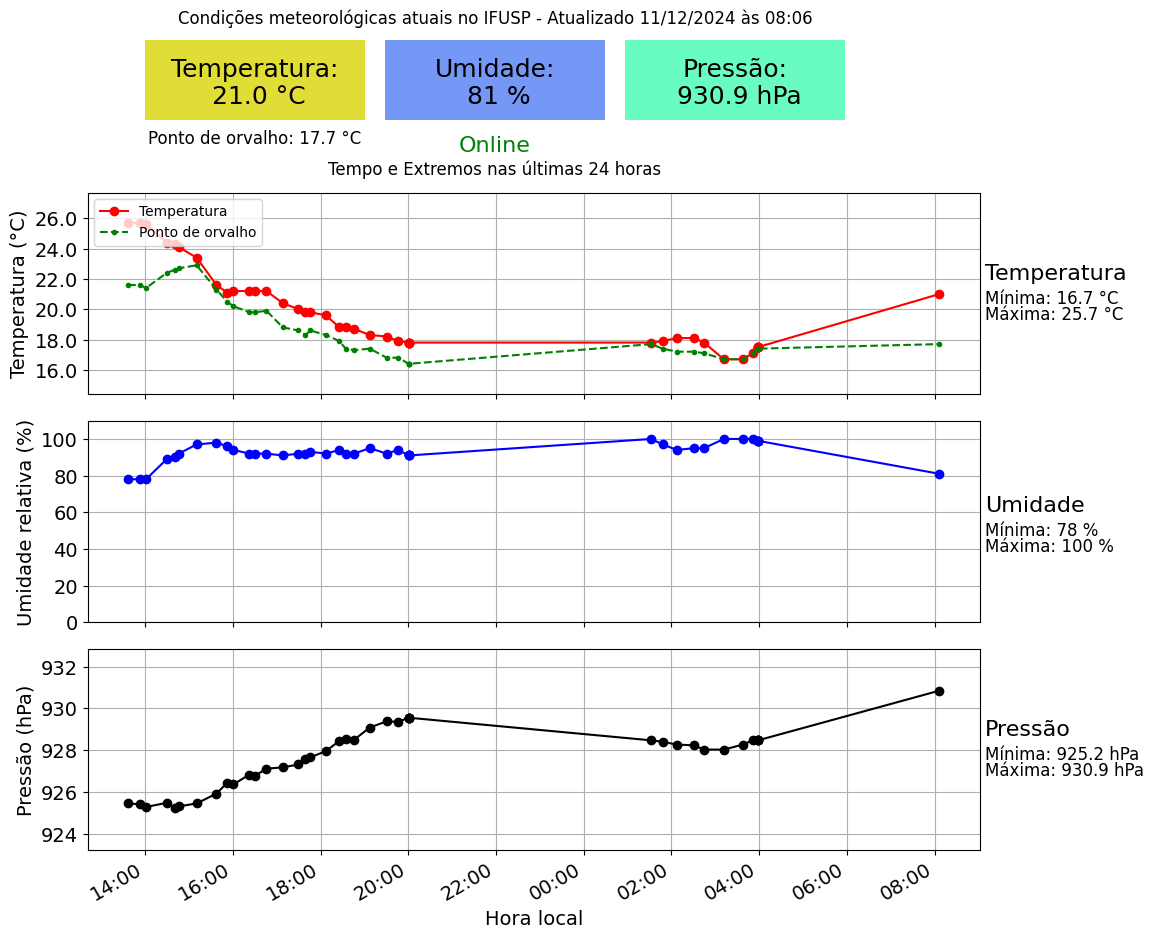 Condições meteorológicas atuais no IFUSP - Atualizado 11/12/2024 às 08:06
Temperatura:
21.0 °C
Umidade:
81 %
Pressão:
930.9 hPa
Ponto de orvalho: 17.7 °C
Online
Tempo e Extremos nas últimas 24 horas
Temperatura (°C)
26.0
24.0
22.0
20.0
18.0
16.0
Temperatura
Ponto de orvalho
Temperatura
Mínima: 16.7 °C
Máxima: 25.7 °C
Umidade relativa (%)
100
80
60
40
20
0
Umidade
Mínima: 78 %
Máxima: 100 %
Pressão (hPa)
932
930
928
926
924
Pressão
Mínima: 925.2 hPa
Máxima: 930.9 hPa
14:00 16:00 18:00 20:00 22:00 00:00 02:00 04:00 06:00 08:00
Hora local